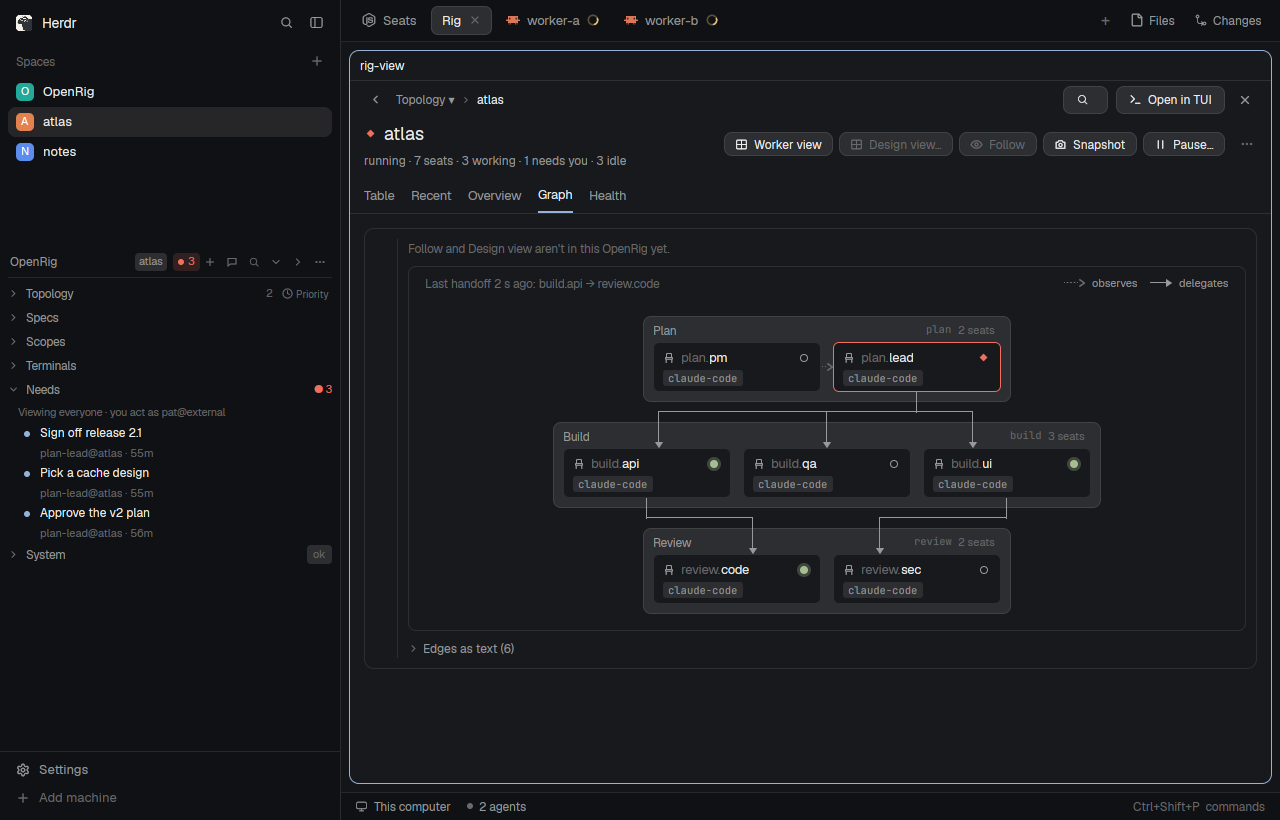 Herdr
Spaces
O OpenRig
A atlas
N notes
OpenRig atlas 3
Topology 2 Priority
Specs
Scopes
Terminals
Needs 3
Viewing everyone · you act as pat@external
Sign off release 2.1
plan-lead@atlas · 55m
Pick a cache design
plan-lead@atlas · 55m
Approve the v2 plan
plan-lead@atlas · 56m
System ok
Settings
Add machine
Seats Rig worker-a worker-b Files Changes
rig-view
Topology ▾ › atlas Open in TUI
atlas
running · 7 seats · 3 working · 1 needs you · 3 idle
Worker view Design view… Follow Snapshot Pause…
Table Recent Overview Graph Health
Follow and Design view aren't in this OpenRig yet.
Last handoff 2 s ago: build.api → review.code observes delegates
Plan plan 2 seats
plan.pm plan.lead
claude-code claude-code
Build build 3 seats
build.api build.qa build.ui
claude-code claude-code claude-code
Review review 2 seats
review.code review.sec
claude-code claude-code
Edges as text (6)
This computer 2 agents Ctrl+Shift+P commands